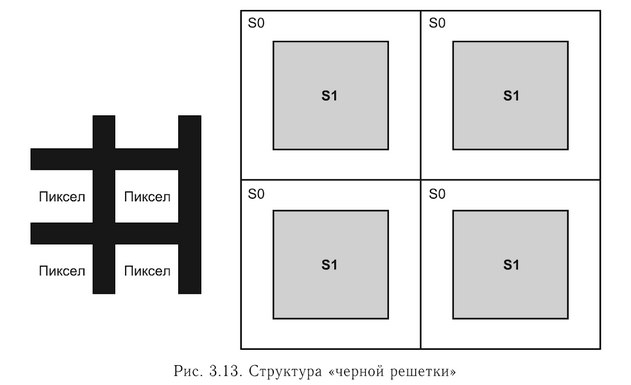 S0 S0
S1 S1
Пиксел Пиксел
S0 S0
Пиксел Пиксел
S1 S1
Рис. 3.13. Структура «черной решетки»